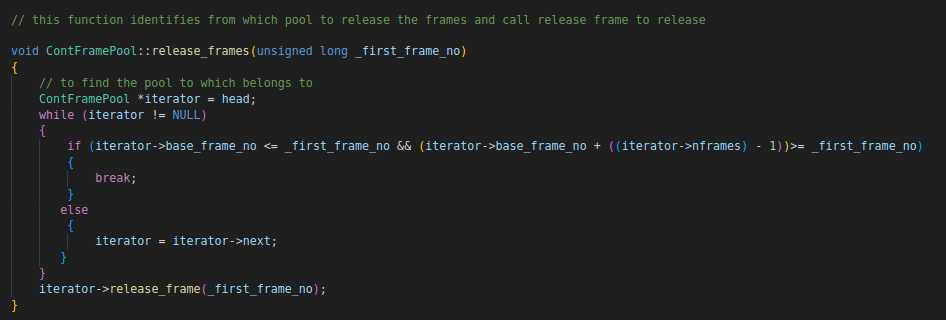 // this function identifies from which pool to release the frames and call release frame to release
void ContFramePool::release_frames(unsigned long _first_frame_no)
{
// to find the pool to which belongs to
ContFramePool *iterator = head;
while (iterator != NULL)
{
if (iterator->base_frame_no <= _first_frame_no && (iterator->base_frame_no + ((iterator->nframes) - 1))>= _first_frame_no)
{
break;
}
else
{
iterator = iterator->next;
}
}
iterator->release_frame(_first_frame_no);
}